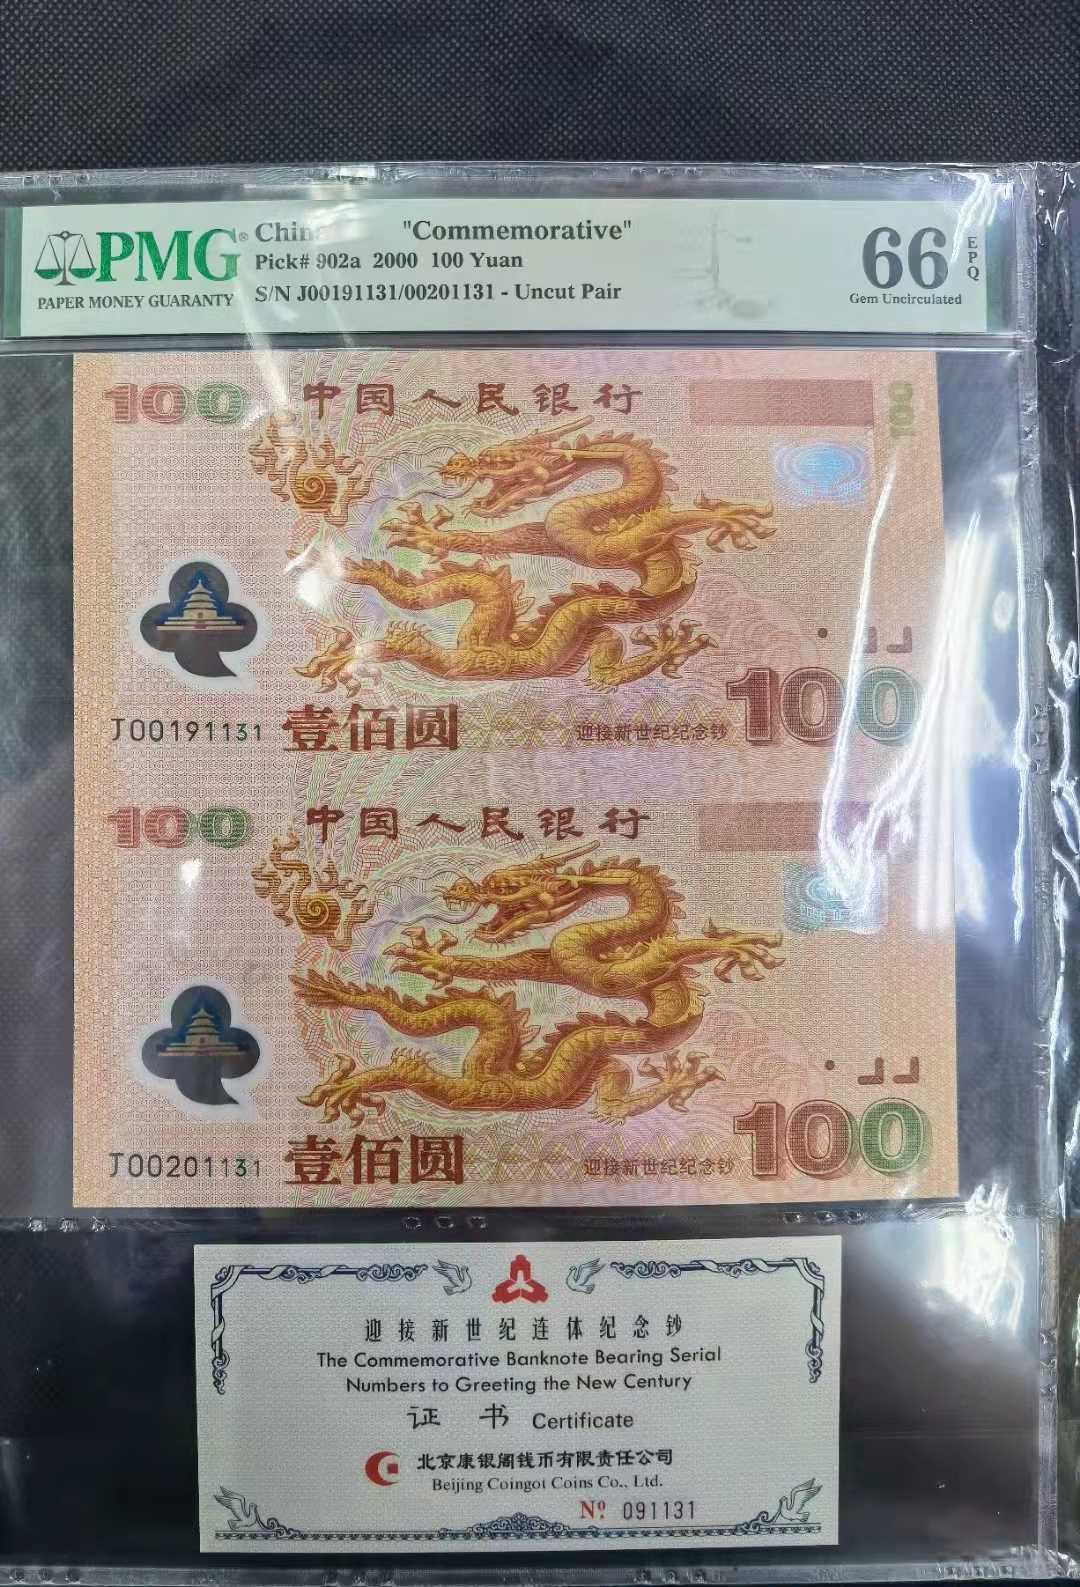 PMG®
PAPER MONEY GUARANTY
China "Commemorative"
Pick# 902a 2000 100 Yuan
S/N J00191131/00201131 - Uncut Pair
66
EPQ
Gem Uncirculated
100 中国人民银行
100
100
J00191131 壹佰圆 迎接新世纪纪念钞
100 中国人民银行
100
J00201131 壹佰圆 迎接新世纪纪念钞
迎接新世纪连体纪念钞
The Commemorative Banknote Bearing Serial
Numbers to Greeting the New Century
证书 Certificate
北京康银阁钱币有限责任公司
Beijing Coingot Coins Co., Ltd.
Nº 091131